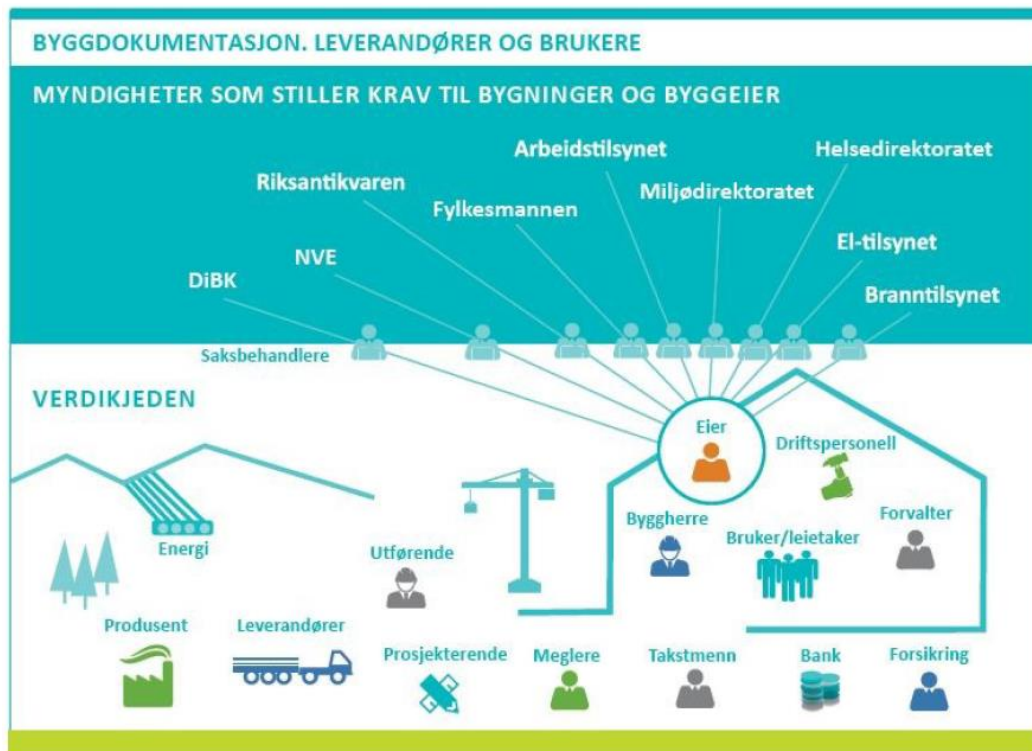 BYGGDOKUMENTASJON. LEVERANDØRER OG BRUKERE
MYNDIGHETER SOM STILLER KRAV TIL BYGNINGER OG BYGGEIER
Arbeidstilsynet
Helsedirektoratet
Riksantikvaren
Miljødirektoratet
Fylkesmannen
El-tilsynet
NVE
DiBK
Branntilsynet
Saksbehandlere
VERDIKJEDEN
Eier
Driftspersonell
Byggherre
Bruker/leietaker
Forvalter
Energi
Utførende
Produsent
Leverandører
Prosjekterende
Meglere
Takstmenn
Bank
Forsikring